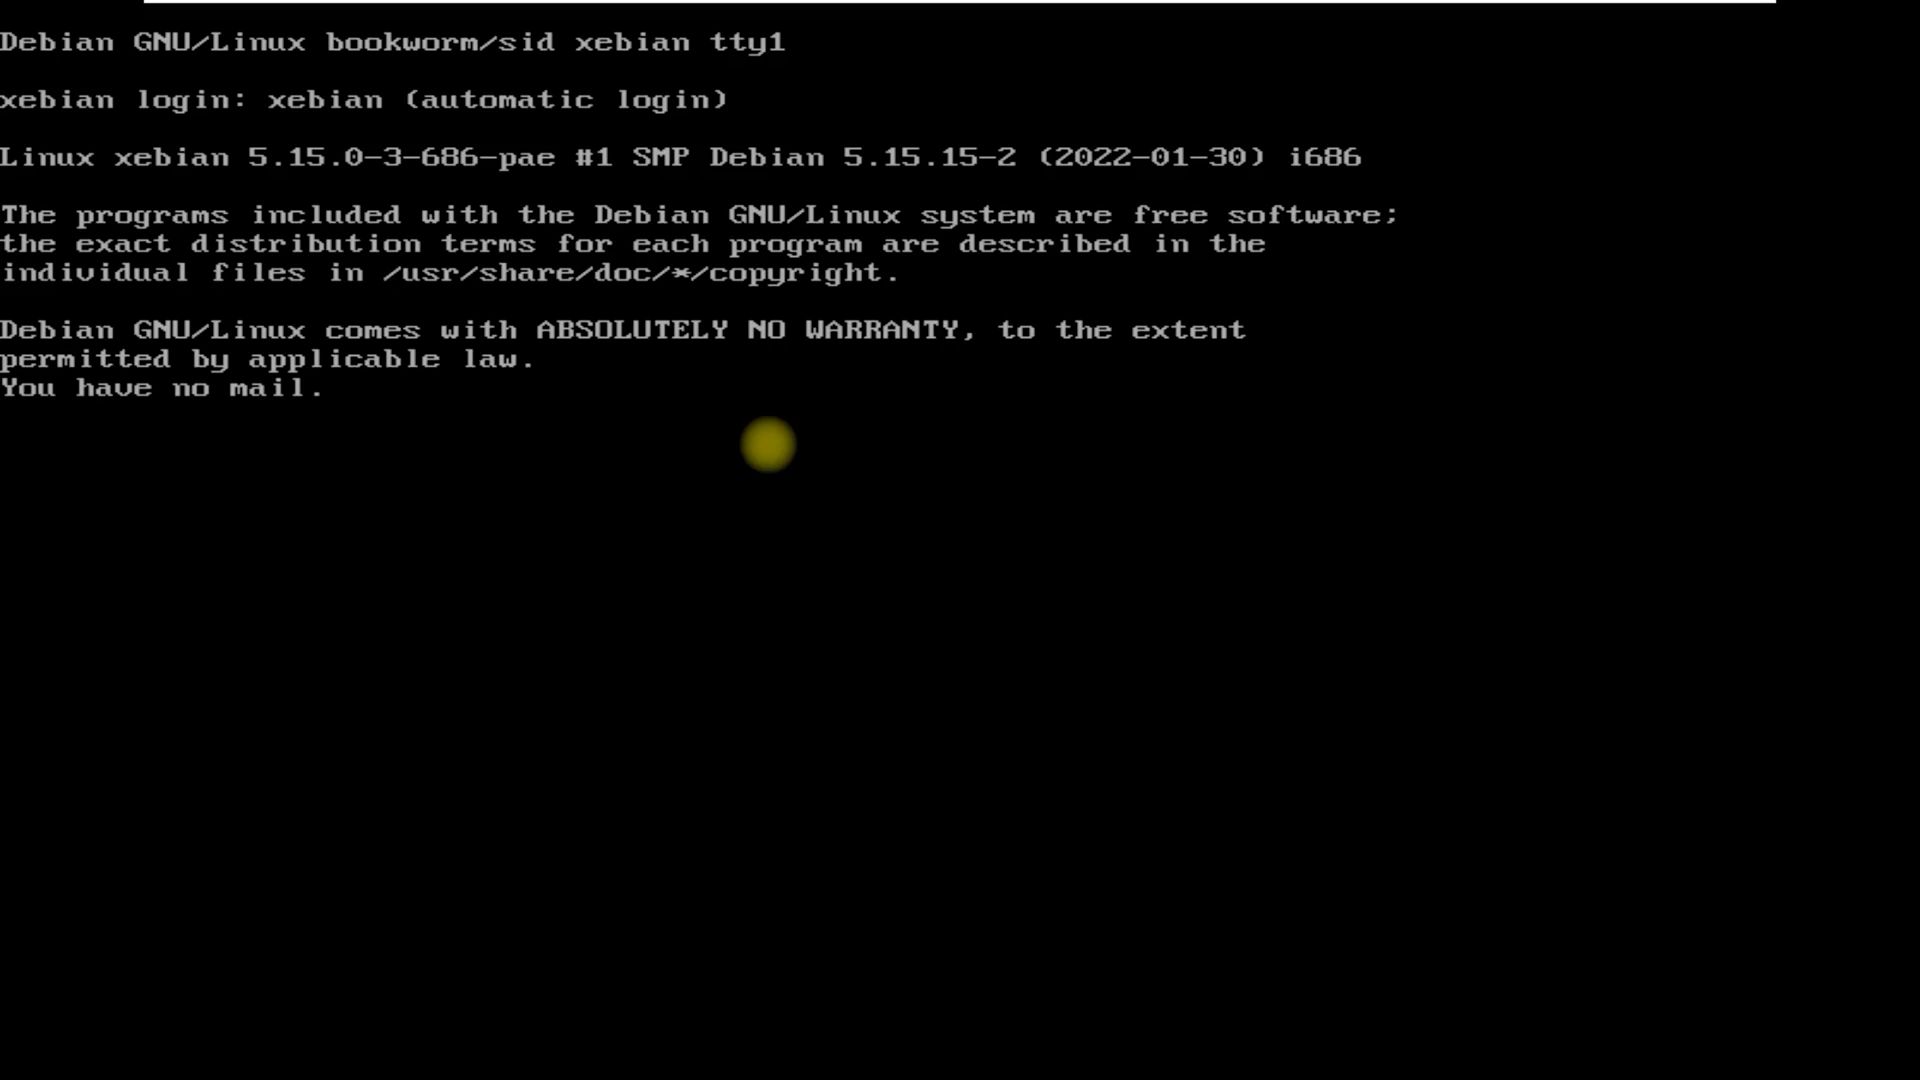 Debian GNU/Linux bookworm/sid xebian tty1
xebian login: xebian (automatic login)
Linux xebian 5.15.0-3-686-pae #1 SMP Debian 5.15.15-2 (2022-01-30) i686
The programs included with the Debian GNU/Linux system are free software;
the exact distribution terms for each program are described in the
individual files in /usr/share/doc/*/copyright.
Debian GNU/Linux comes with ABSOLUTELY NO WARRANTY, to the extent
permitted by applicable law.
You have no mail.